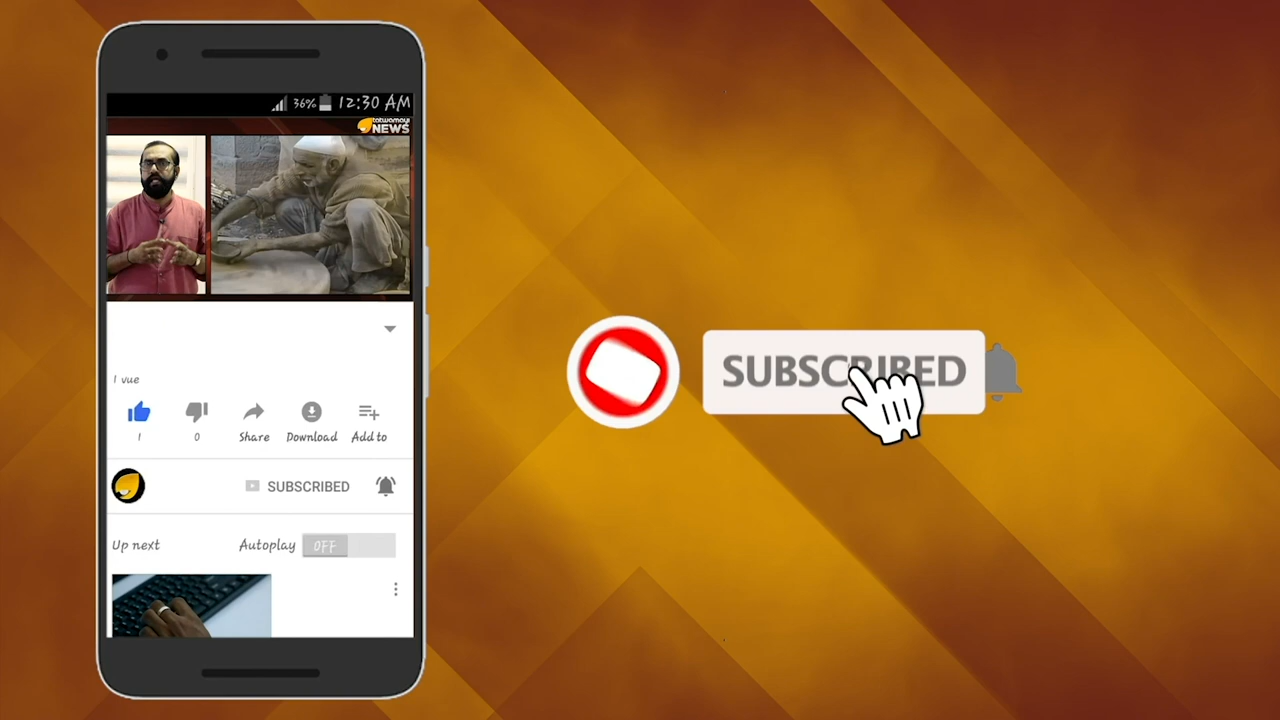 36% 12:30 AM
tatwamayi
NEWS
1 vue
1
0
Share
Download
Add to
SUBSCRIBED
Up next
Autoplay
OFF
SUBSCRIBED